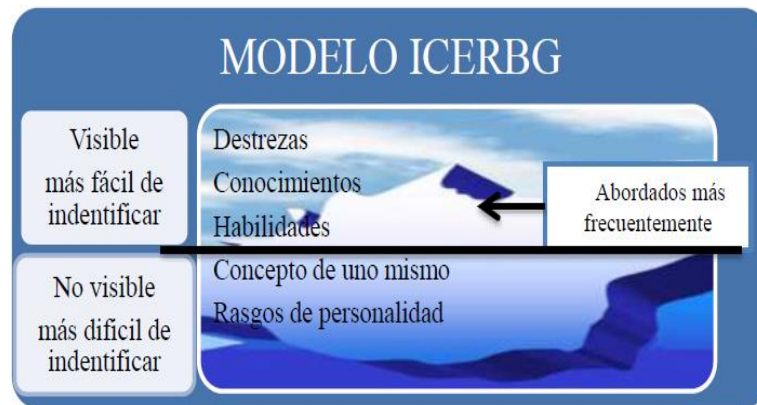 MODELO ICERBG
Visible
más fácil de
indentificar
Destrezas
Conocimientos
Habilidades
Abordados más
frecuentemente
No visible
más dificil de
indentificar
Concepto de uno mismo
Rasgos de personalidad